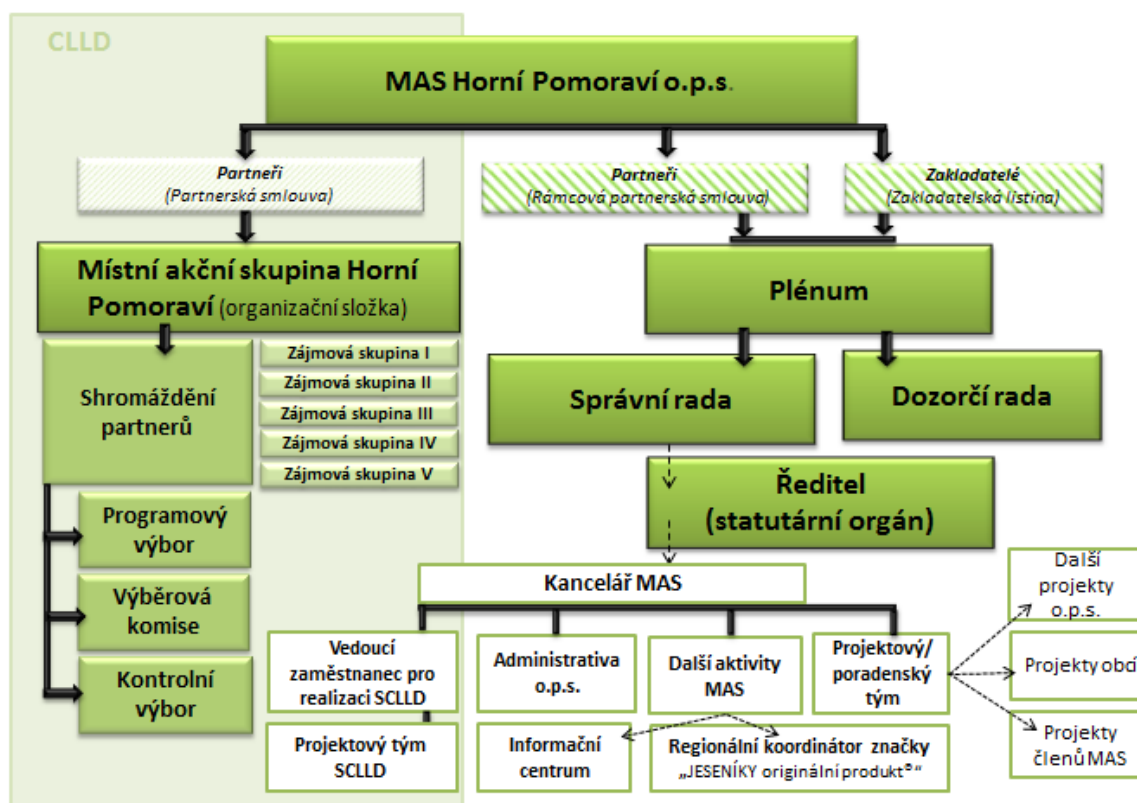 CLLD
MAS Horní Pomoraví o.p.s.
Partneři
(Partnerská smlouva)
Partneři
(Rámcová partnerská smlouva)
Zakladatelé
(Zakladatelská listina)
Místní akční skupina Horní
Pomoraví (organizační složka)
Plénum
Shromáždění
partnerů
Zájmová skupina I
Zájmová skupina II
Zájmová skupina III
Zájmová skupina IV
Zájmová skupina V
Správní rada
Dozorčí rada
Ředitel
(statutární orgán)
Programový
výbor
Výběrová
komise
Kontrolní
výbor
Kancelář MAS
Vedoucí
zaměstnanec pro
realizaci SCLLD
Administrativa
o.p.s.
Další aktivity
MAS
Projektový/
poradenský
tým
Další
projekty
o.p.s.
Projekty obcí
Projekty
členů MAS
Projektový tým
SCLLD
Informační
centrum
Regionální koordinátor značky
„JESENÍKY originální produkt®“